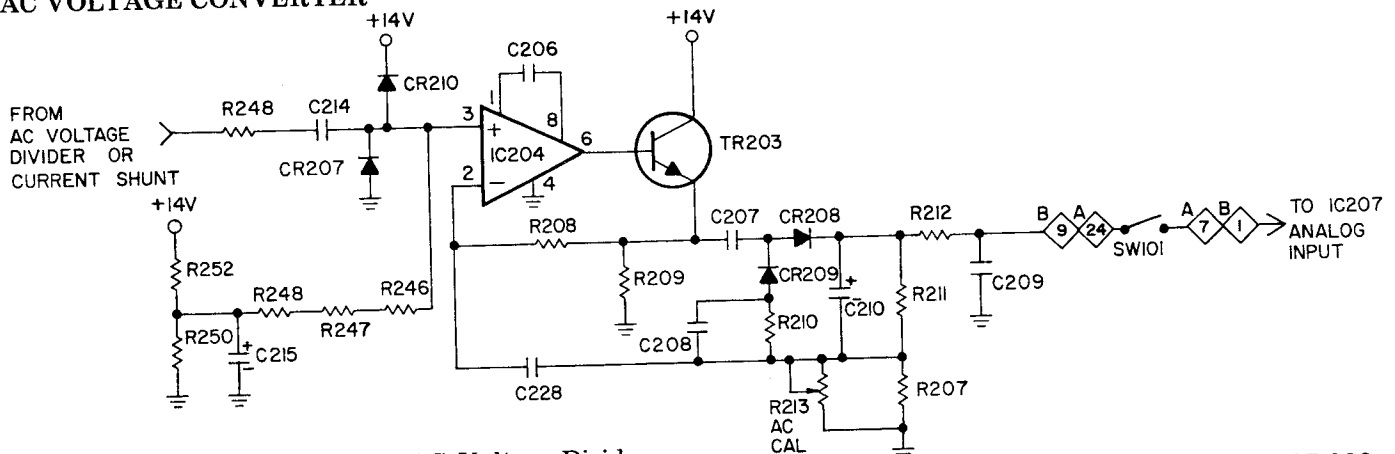 AC VOLTAGE CONVERTER
+14V
+14V
C206
CR210
1
FROM
AC VOLTAGE
DIVIDER OR
CURRENT SHUNT
R248
C214
3
+
8
6
IC204
TR203
CR207
2
−
4
+14V
R208
C207
CR208
R212
B
9
A
24
SW101
A
7
B
1
TO IC207
ANALOG
INPUT
R252
R248
R247
R246
R209
CR209
+
−
C210
R211
C209
R250
+
−
C215
C208
R210
C228
R213
AC
CAL
R207